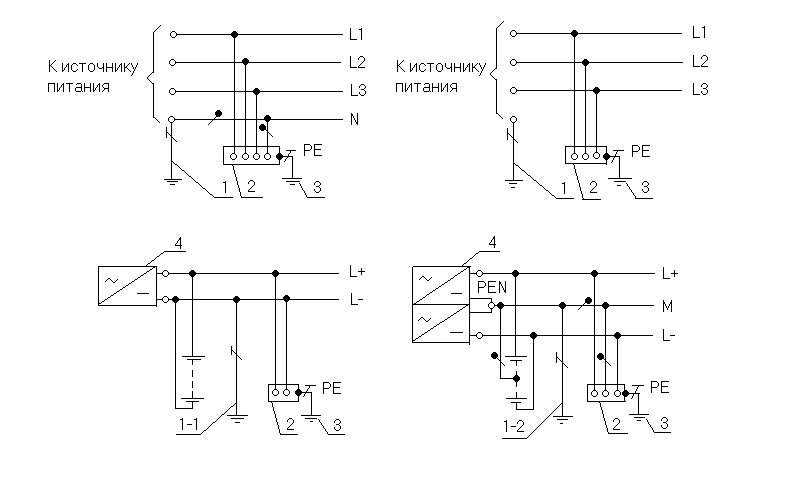 L1
L2
L3
N
К источнику
питания
PE
1
2
3
L1
L2
L3
К источнику
питания
PE
1
2
3
4
L+
L-
PE
1-1
2
3
4
PEN
L+
M
L-
PE
1-2
2
3